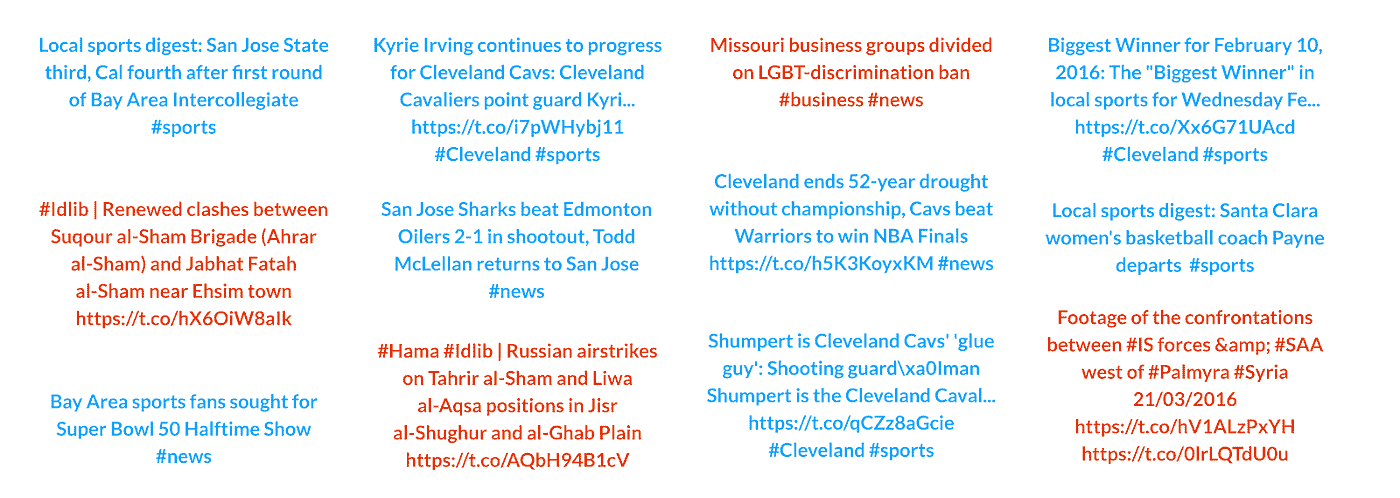 Local sports digest: San Jose State
third, Cal fourth after first round
of Bay Area Intercollegiate
#sports
#Idlib | Renewed clashes between
Suqour al-Sham Brigade (Ahrar
al-Sham) and Jabhat Fatah
al-Sham near Ehsim town
https://t.co/hX6OiW8aIk
Bay Area sports fans sought for
Super Bowl 50 Halftime Show
#news
Kyrie Irving continues to progress
for Cleveland Cavs: Cleveland
Cavaliers point guard Kyri...
https://t.co/i7pWHybj11
#Cleveland #sports
San Jose Sharks beat Edmonton
Oilers 2-1 in shootout, Todd
McLellan returns to San Jose
#news
#Hama #Idlib | Russian airstrikes
on Tahrir al-Sham and Liwa
al-Aqsa positions in Jisr
al-Shughur and al-Ghab Plain
https://t.co/AQbH94B1cV
Missouri business groups divided
on LGBT-discrimination ban
#business #news
Cleveland ends 52-year drought
without championship, Cavs beat
Warriors to win NBA Finals
https://t.co/h5K3KoyxKM #news
Shumpert is Cleveland Cavs' 'glue
guy': Shooting guard\xa0Iman
Shumpert is the Cleveland Caval...
https://t.co/qCZz8aGcie
#Cleveland #sports
Biggest Winner for February 10,
2016: The "Biggest Winner" in
local sports for Wednesday Fe...
https://t.co/Xx6G71UAcd
#Cleveland #sports
Local sports digest: Santa Clara
women's basketball coach Payne
departs  #sports
Footage of the confrontations
between #IS forces &amp; #SAA
west of #Palmyra #Syria
21/03/2016
https://t.co/hV1ALzPxYH
https://t.co/0IrLQTdU0u